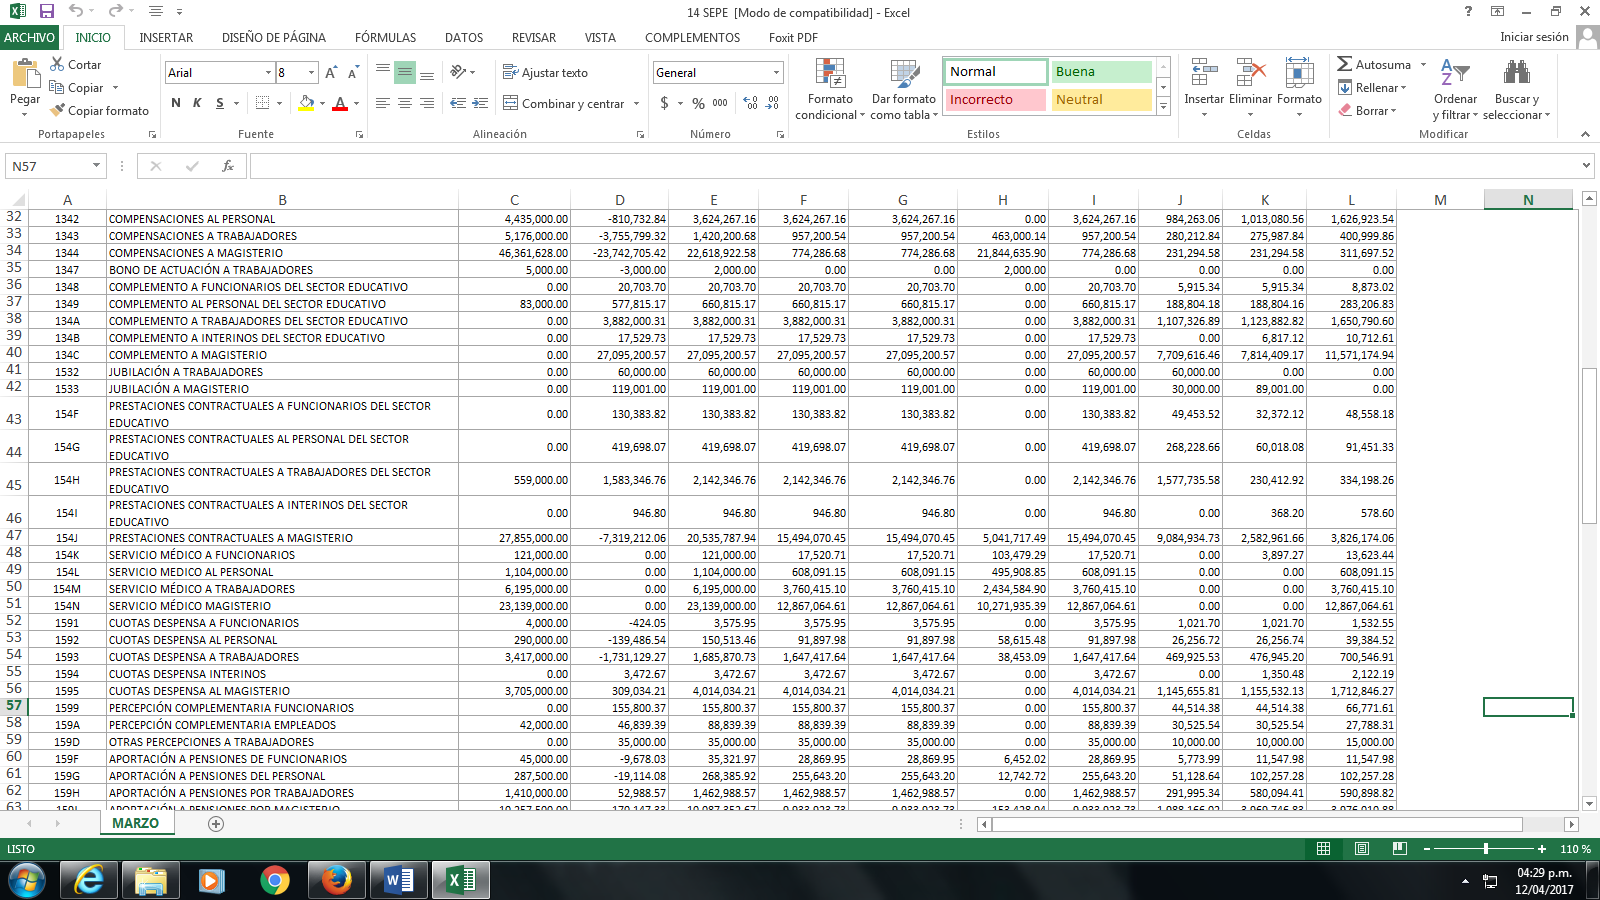 14 SEPE  [Modo de compatibilidad] - Excel
ARCHIVO INICIO INSERTAR DISEÑO DE PÁGINA FÓRMULAS DATOS REVISAR VISTA COMPLEMENTOS Foxit PDF Iniciar sesión
Cortar
Copiar
Copiar formato
Pegar
Portapapeles
Arial 8
N K S
Fuente
Ajustar texto
Combinar y centrar
Alineación
General
$ % 000
Número
Formato condicional
Dar formato como tabla
Normal Buena
Incorrecto Neutral
Estilos
Insertar Eliminar Formato
Celdas
Autosuma
Rellenar
Borrar
Ordenar y filtrar
Buscar y seleccionar
Modificar
N57 fx
A B C D E F G H I J K L M N
32 1342 COMPENSACIONES AL PERSONAL 4,435,000.00 -810,732.84 3,624,267.16 3,624,267.16 3,624,267.16 0.00 3,624,267.16 984,263.06 1,013,080.56 1,626,923.54
33 1343 COMPENSACIONES A TRABAJADORES 5,176,000.00 -3,755,799.32 1,420,200.68 957,200.54 957,200.54 463,000.14 957,200.54 280,212.84 275,987.84 400,999.86
34 1344 COMPENSACIONES A MAGISTERIO 46,361,628.00 -23,742,705.42 22,618,922.58 774,286.68 774,286.68 21,844,635.90 774,286.68 231,294.58 231,294.58 311,697.52
35 1347 BONO DE ACTUACIÓN A TRABAJADORES 5,000.00 -3,000.00 2,000.00 0.00 0.00 2,000.00 0.00 0.00 0.00 0.00
36 1348 COMPLEMENTO A FUNCIONARIOS DEL SECTOR EDUCATIVO 0.00 20,703.70 20,703.70 20,703.70 20,703.70 0.00 20,703.70 5,915.34 5,915.34 8,873.02
37 1349 COMPLEMENTO AL PERSONAL DEL SECTOR EDUCATIVO 83,000.00 577,815.17 660,815.17 660,815.17 660,815.17 0.00 660,815.17 188,804.18 188,804.16 283,206.83
38 134A COMPLEMENTO A TRABAJADORES DEL SECTOR EDUCATIVO 0.00 3,882,000.31 3,882,000.31 3,882,000.31 3,882,000.31 0.00 3,882,000.31 1,107,326.89 1,123,882.82 1,650,790.60
39 134B COMPLEMENTO A INTERINOS DEL SECTOR EDUCATIVO 0.00 17,529.73 17,529.73 17,529.73 17,529.73 0.00 17,529.73 0.00 6,817.12 10,712.61
40 134C COMPLEMENTO A MAGISTERIO 0.00 27,095,200.57 27,095,200.57 27,095,200.57 27,095,200.57 0.00 27,095,200.57 7,709,616.46 7,814,409.17 11,571,174.94
41 1532 JUBILACIÓN A TRABAJADORES 0.00 60,000.00 60,000.00 60,000.00 60,000.00 0.00 60,000.00 60,000.00 0.00 0.00
42 1533 JUBILACIÓN A MAGISTERIO 0.00 119,001.00 119,001.00 119,001.00 119,001.00 0.00 119,001.00 30,000.00 89,001.00 0.00
43 154F PRESTACIONES CONTRACTUALES A FUNCIONARIOS DEL SECTOR EDUCATIVO 0.00 130,383.82 130,383.82 130,383.82 130,383.82 0.00 130,383.82 49,453.52 32,372.12 48,558.18
44 154G PRESTACIONES CONTRACTUALES AL PERSONAL DEL SECTOR EDUCATIVO 0.00 419,698.07 419,698.07 419,698.07 419,698.07 0.00 419,698.07 268,228.66 60,018.08 91,451.33
45 154H PRESTACIONES CONTRACTUALES A TRABAJADORES DEL SECTOR EDUCATIVO 559,000.00 1,583,346.76 2,142,346.76 2,142,346.76 2,142,346.76 0.00 2,142,346.76 1,577,735.58 230,412.92 334,198.26
46 154I PRESTACIONES CONTRACTUALES A INTERINOS DEL SECTOR EDUCATIVO 0.00 946.80 946.80 946.80 946.80 0.00 946.80 0.00 368.20 578.60
47 154J PRESTACIONES CONTRACTUALES A MAGISTERIO 27,855,000.00 -7,319,212.06 20,535,787.94 15,494,070.45 15,494,070.45 5,041,717.49 15,494,070.45 9,084,934.73 2,582,961.66 3,826,174.06
48 154K SERVICIO MÉDICO A FUNCIONARIOS 121,000.00 0.00 121,000.00 17,520.71 17,520.71 103,479.29 17,520.71 0.00 3,897.27 13,623.44
49 154L SERVICIO MEDICO AL PERSONAL 1,104,000.00 0.00 1,104,000.00 608,091.15 608,091.15 495,908.85 608,091.15 0.00 0.00 608,091.15
50 154M SERVICIO MÉDICO A TRABAJADORES 6,195,000.00 0.00 6,195,000.00 3,760,415.10 3,760,415.10 2,434,584.90 3,760,415.10 0.00 0.00 3,760,415.10
51 154N SERVICIO MÉDICO MAGISTERIO 23,139,000.00 0.00 23,139,000.00 12,867,064.61 12,867,064.61 10,271,935.39 12,867,064.61 0.00 0.00 12,867,064.61
52 1591 CUOTAS DESPENSA A FUNCIONARIOS 4,000.00 -424.05 3,575.95 3,575.95 3,575.95 0.00 3,575.95 1,021.70 1,021.70 1,532.55
53 1592 CUOTAS DESPENSA AL PERSONAL 290,000.00 -139,486.54 150,513.46 91,897.98 91,897.98 58,615.48 91,897.98 26,256.72 26,256.74 39,384.52
54 1593 CUOTAS DESPENSA A TRABAJADORES 3,417,000.00 -1,731,129.27 1,685,870.73 1,647,417.64 1,647,417.64 38,453.09 1,647,417.64 469,925.53 476,945.20 700,546.91
55 1594 CUOTAS DESPENSA INTERINOS 0.00 3,472.67 3,472.67 3,472.67 3,472.67 0.00 3,472.67 0.00 1,350.48 2,122.19
56 1595 CUOTAS DESPENSA AL MAGISTERIO 3,705,000.00 309,034.21 4,014,034.21 4,014,034.21 4,014,034.21 0.00 4,014,034.21 1,145,655.81 1,155,532.13 1,712,846.27
57 1599 PERCEPCIÓN COMPLEMENTARIA FUNCIONARIOS 0.00 155,800.37 155,800.37 155,800.37 155,800.37 0.00 155,800.37 44,514.38 44,514.38 66,771.61
58 159A PERCEPCIÓN COMPLEMENTARIA EMPLEADOS 42,000.00 46,839.39 88,839.39 88,839.39 88,839.39 0.00 88,839.39 30,525.54 30,525.54 27,788.31
59 159D OTRAS PERCEPCIONES A TRABAJADORES 0.00 35,000.00 35,000.00 35,000.00 35,000.00 0.00 35,000.00 10,000.00 10,000.00 15,000.00
60 159F APORTACIÓN A PENSIONES DE FUNCIONARIOS 45,000.00 -9,678.03 35,321.97 28,869.95 28,869.95 6,452.02 28,869.95 5,773.99 11,547.98 11,547.98
61 159G APORTACIÓN A PENSIONES DEL PERSONAL 287,500.00 -19,114.08 268,385.92 255,643.20 255,643.20 12,742.72 255,643.20 51,128.64 102,257.28 102,257.28
62 159H APORTACIÓN A PENSIONES POR TRABAJADORES 1,410,000.00 52,988.57 1,462,988.57 1,462,988.57 1,462,988.57 0.00 1,462,988.57 291,995.34 580,094.41 590,898.82
63 APORTACIÓN A PENSIONES POR MAGISTERIO
MARZO
LISTO 110 %
04:29 p.m.
12/04/2017